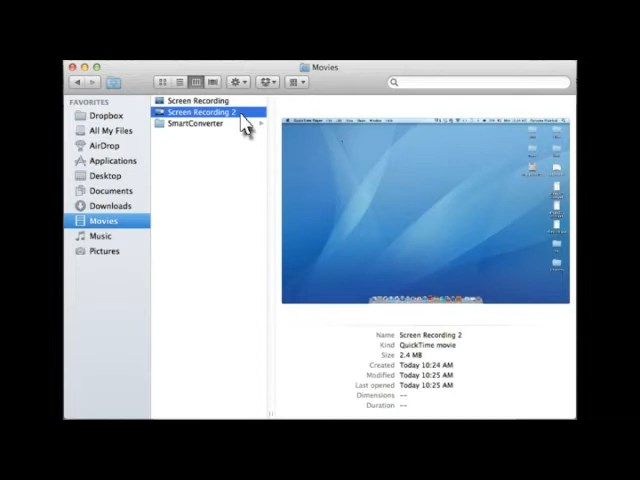 Movies
FAVORITES
Dropbox
All My Files
AirDrop
Applications
Desktop
Documents
Downloads
Movies
Music
Pictures
Screen Recording
Screen Recording 2
SmartConverter
Name Screen Recording 2
Kind QuickTime movie
Size 2.4 MB
Created Today 10:24 AM
Modified Today 10:25 AM
Last opened Today 10:25 AM
Dimensions --
Duration --